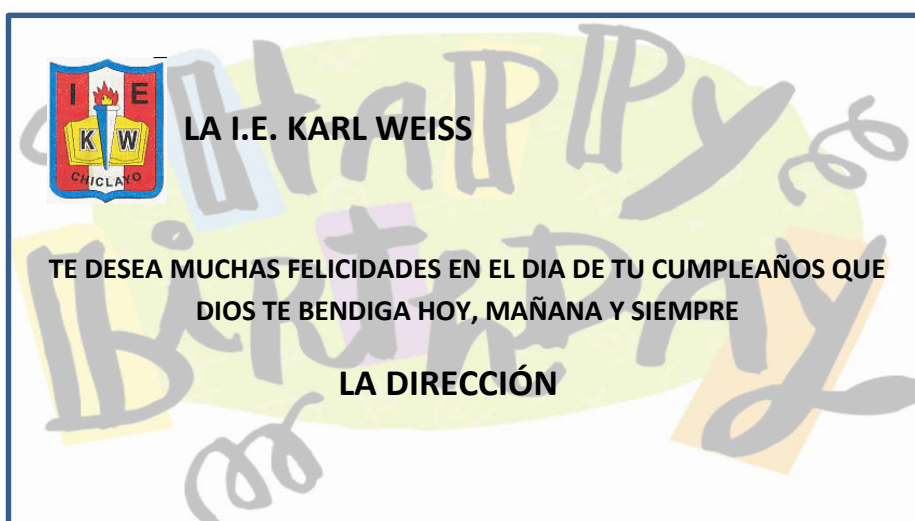 I E
K W
CHICLAYO
LA I.E. KARL WEISS
HAPPY
BIRTHDAY
TE DESEA MUCHAS FELICIDADES EN EL DIA DE TU CUMPLEAÑOS QUE
DIOS TE BENDIGA HOY, MAÑANA Y SIEMPRE
LA DIRECCIÓN